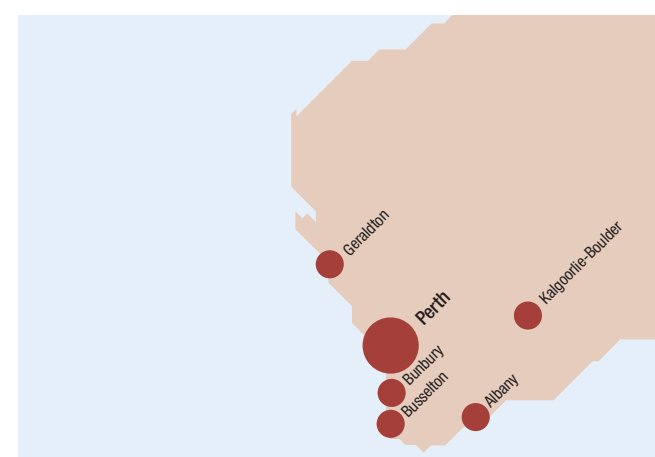 Geraldton
Kalgoorlie-Boulder
Perth
Bunbury
Busselton
Albany